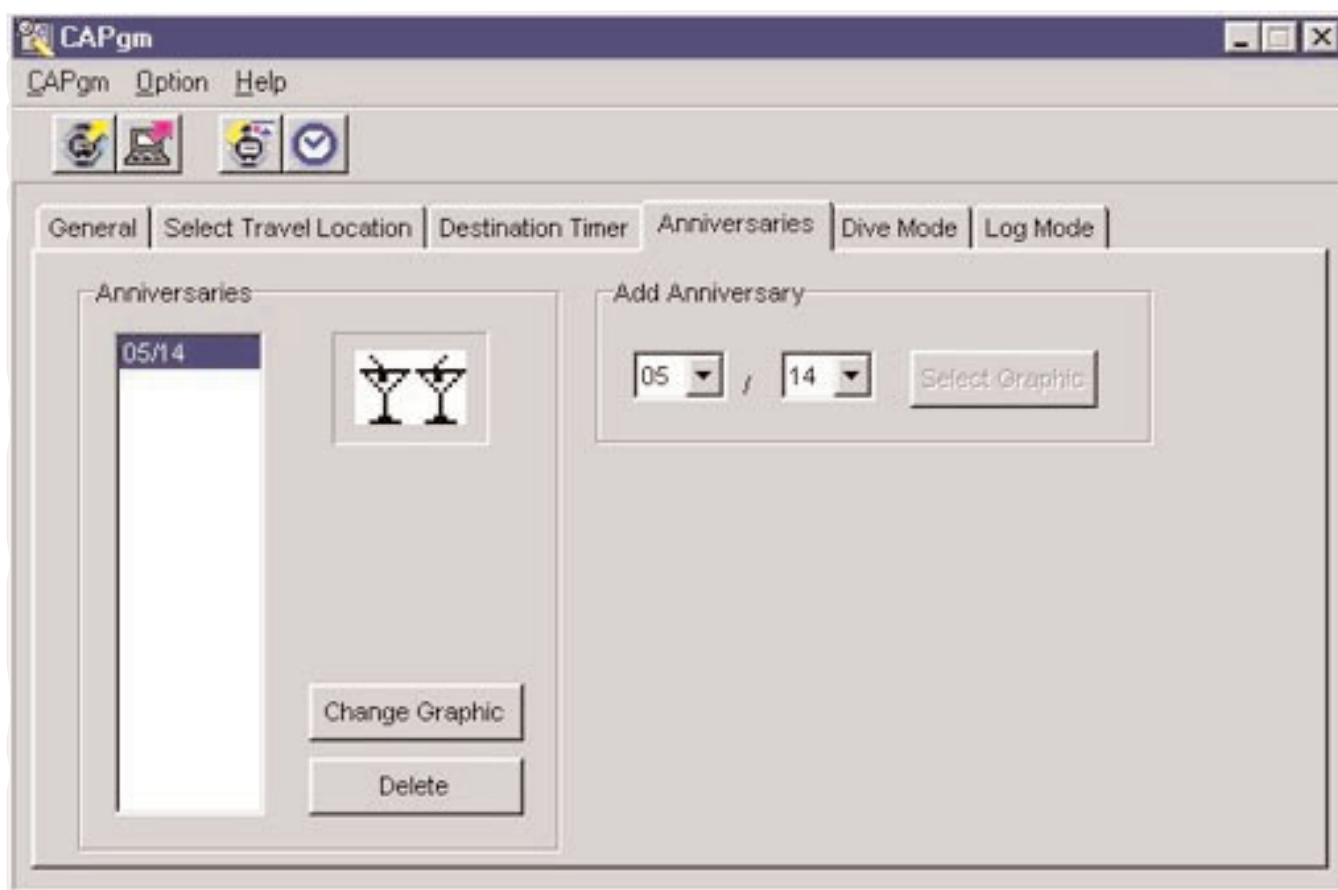 CAPgm
CAPgm Option Help
General Select Travel Location Destination Timer Anniversaries Dive Mode Log Mode
Anniversaries
05/14
Change Graphic
Delete
Add Anniversary
05 / 14 Select Graphic